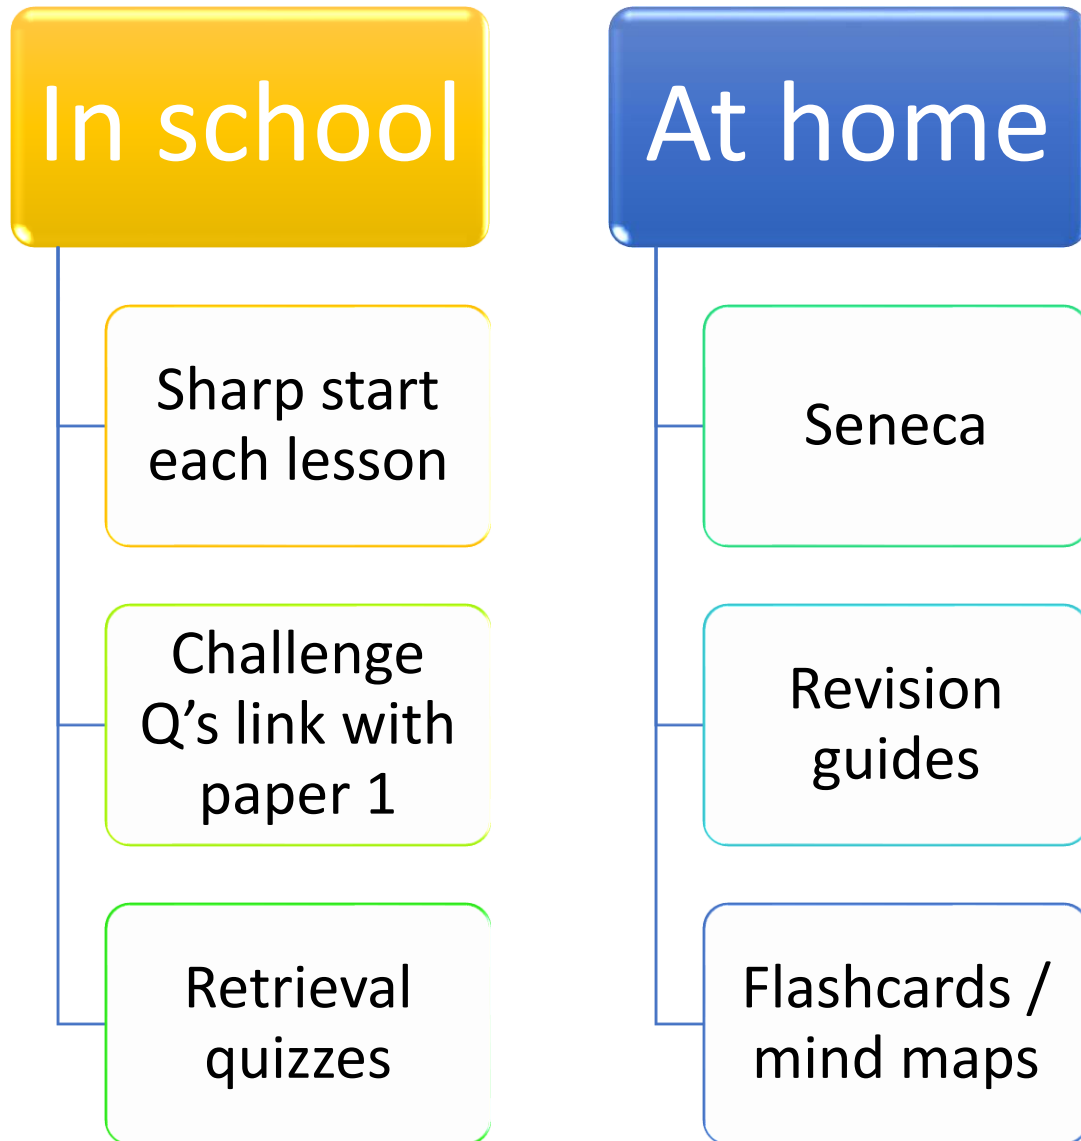 In school
Sharp start
each lesson
Challenge
Q’s link with
paper 1
Retrieval
quizzes
At home
Seneca
Revision
guides
Flashcards /
mind maps